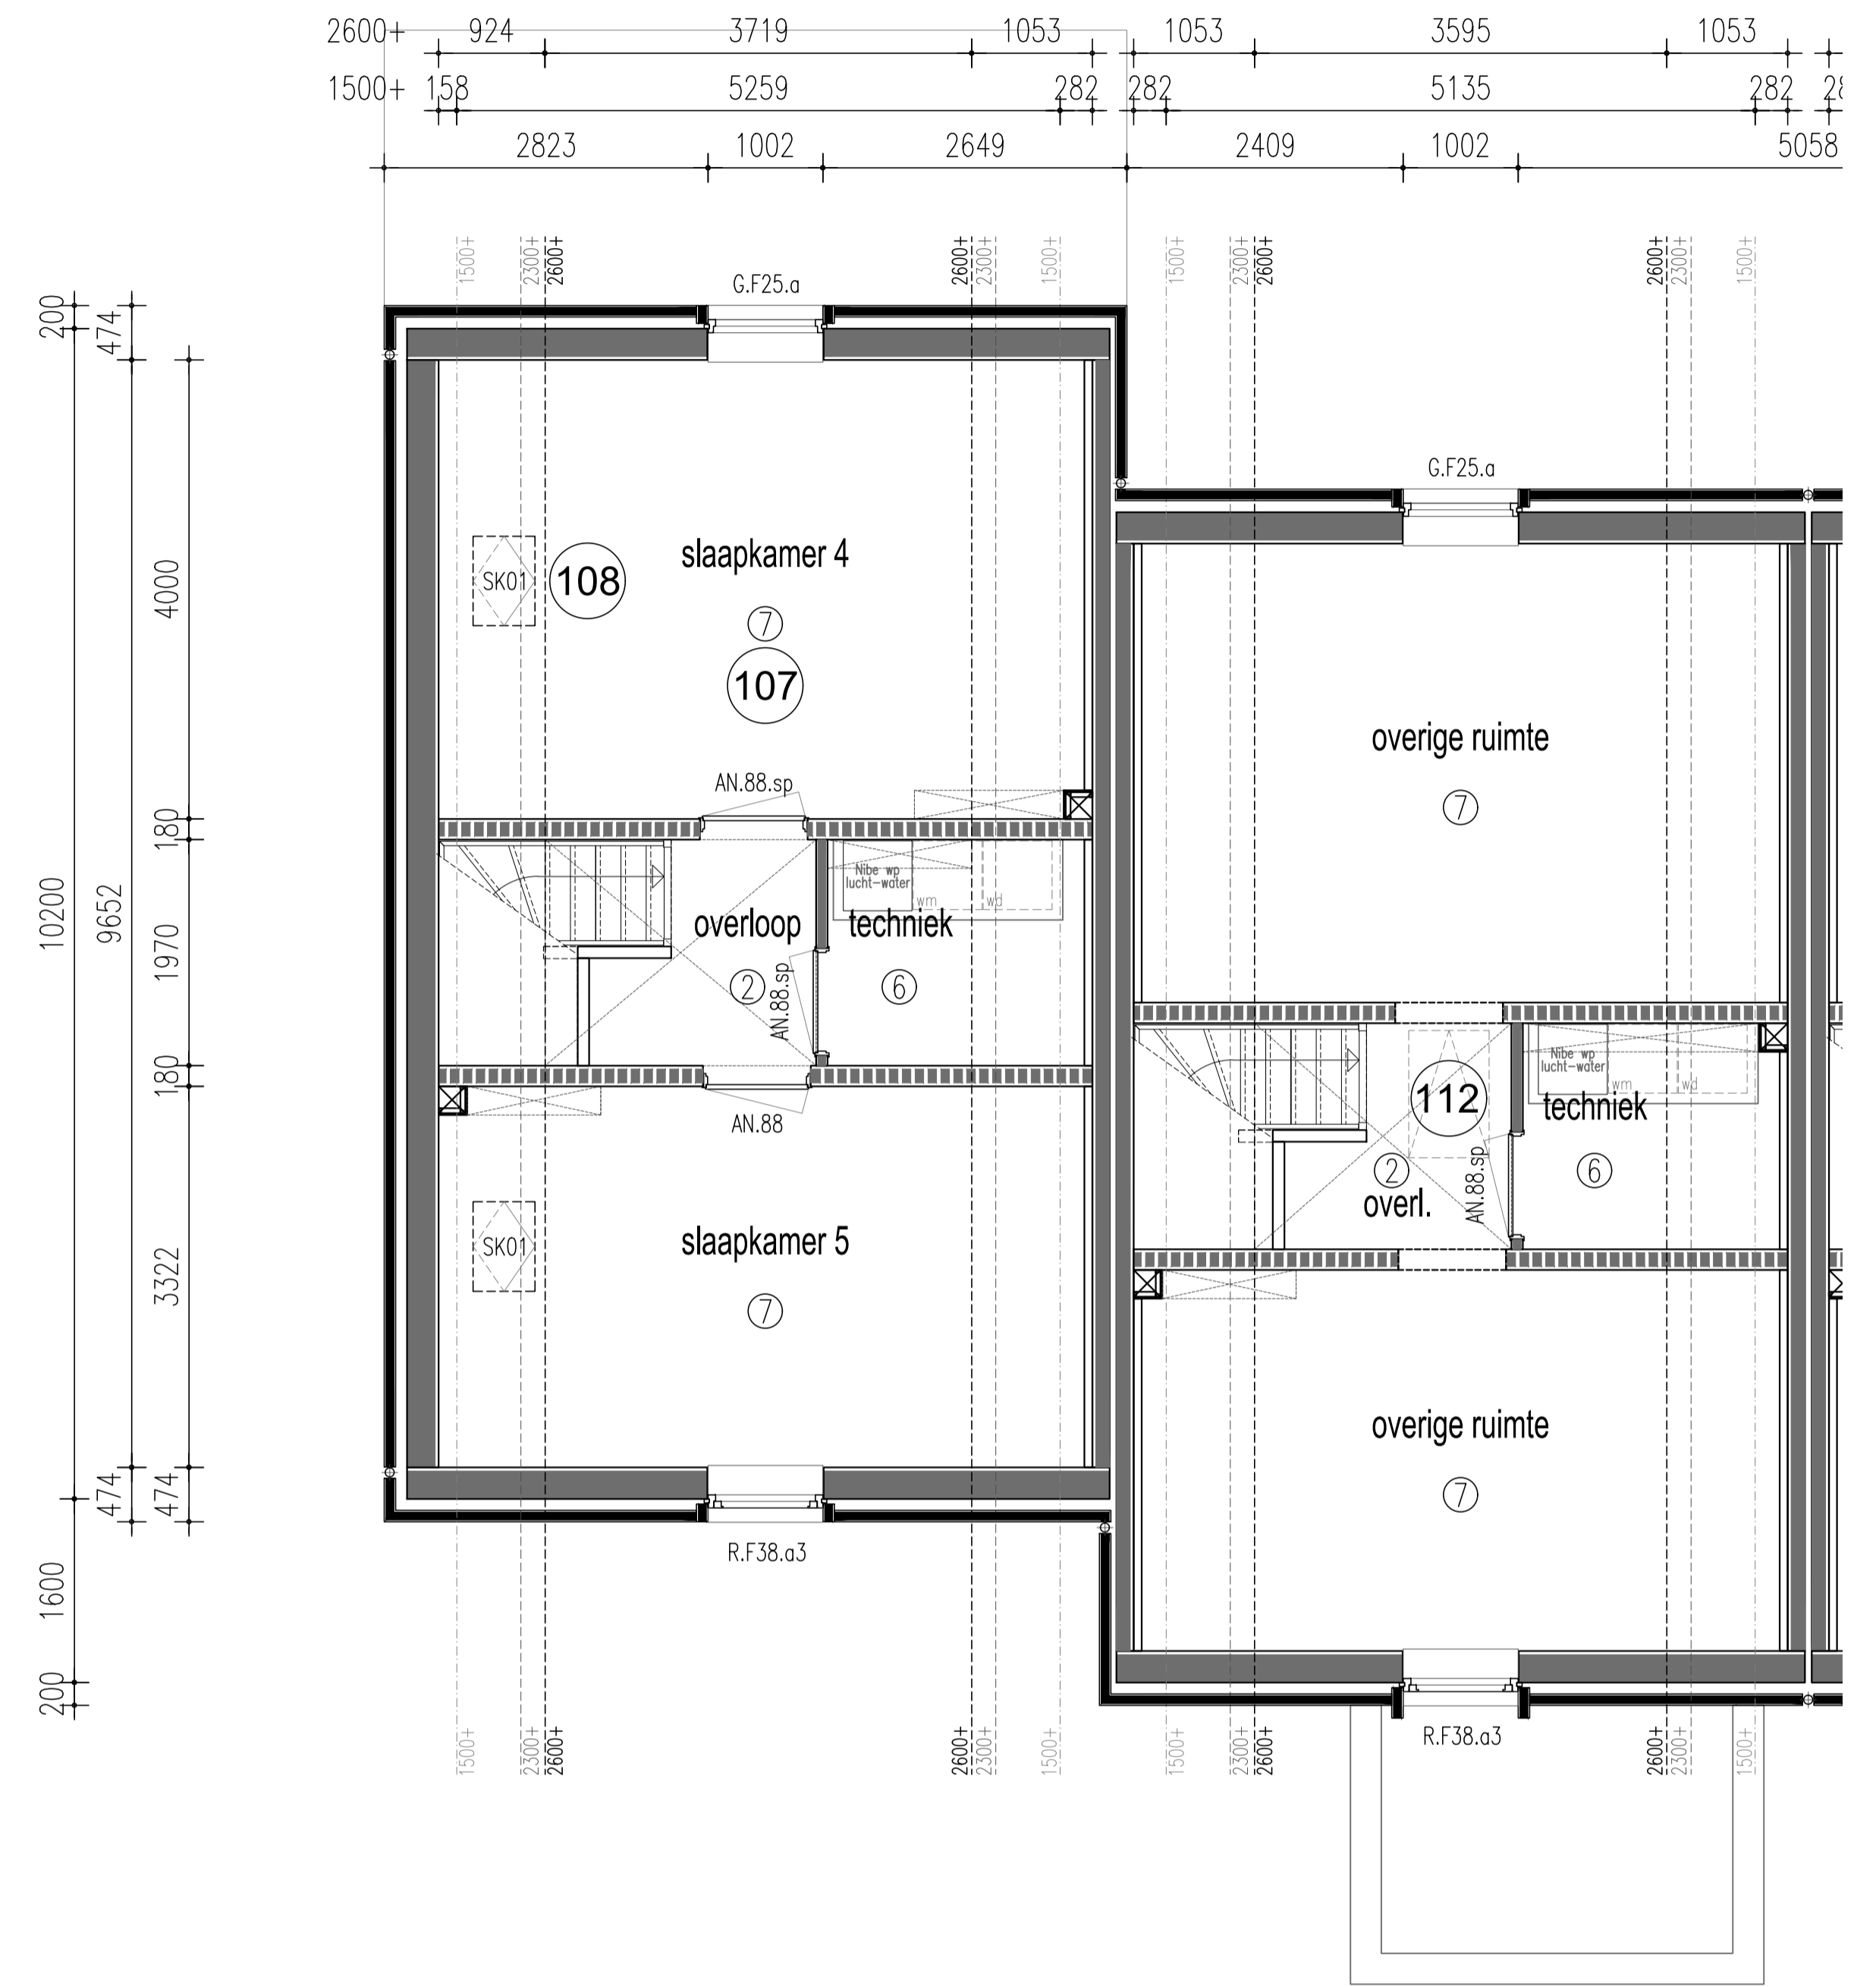 2600+ 924 3719 1053 1053 3595 1053
1500+ 158 5259 282 282 5135 282 28
2823 1002 2649 2409 1002 5058
1500+ 2300+ 2600+ 2600+ 2300+ 1500+ 1500+ 2300+ 2600+ 2600+ 2300+ 1500+
G.F25.a
200 474
G.F25.a
slaapkamer 4
SK01 108
7
4000
107
overige ruimte
7
AN.88.sp
180
Nibe wp
lucht-water
wm wd
overloop techniek
10200 9652 1970
2 AN.88.sp 6
Nibe wp
lucht-water
wm wd
112 techniek
180
AN.88
2 AN.88.sp 6
overl.
slaapkamer 5
SK01
3322
7
overige ruimte
7
474 474
R.F38.a3
1600
200
R.F38.a3
1500+ 2300+ 2600+ 2600+ 2300+ 1500+ 1500+ 2300+ 2600+ 2600+ 2300+ 1500+